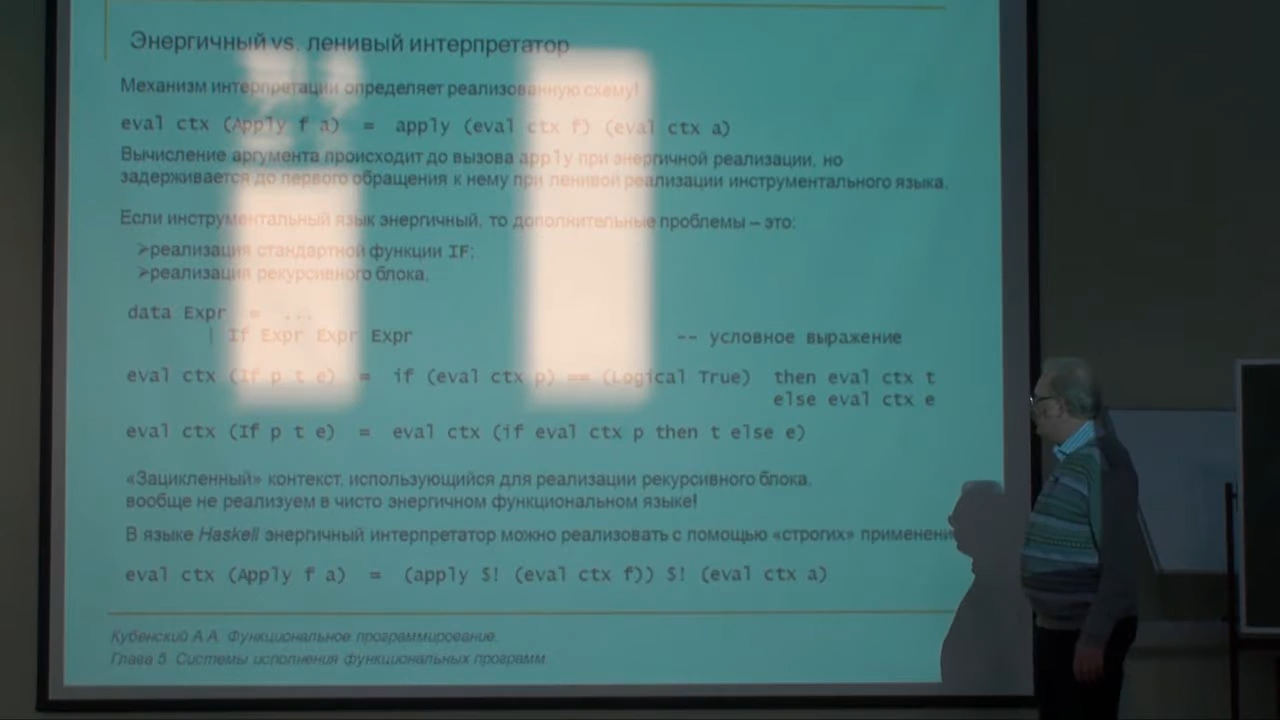 Энергичный vs. ленивый интерпретатор
Механизм интерпретации определяет реализованную схему!
eval ctx (Apply f a) = apply (eval ctx f) (eval ctx a)
Вычисление аргумента происходит до вызова apply при энергичной реализации, но
задерживается до первого обращения к нему при ленивой реализации инструментального языка.
Если инструментальный язык энергичный, то дополнительные проблемы – это:
➢реализация стандартной функции IF;
➢реализация рекурсивного блока.
data Expr = ...
| If Expr Expr Expr -- условное выражение
eval ctx (If p t e) = if (eval ctx p) == (Logical True) then eval ctx t
else eval ctx e
eval ctx (If p t e) = eval ctx (if eval ctx p then t else e)
«Зацикленный» контекст, использующийся для реализации рекурсивного блока,
вообще не реализуем в чисто энергичном функциональном языке!
В языке Haskell энергичный интерпретатор можно реализовать с помощью «строгих» применени
eval ctx (Apply f a) = (apply $! (eval ctx f)) $! (eval ctx a)
Кубенский А.А. Функциональное программирование.
Глава 5. Системы исполнения функциональных программ.